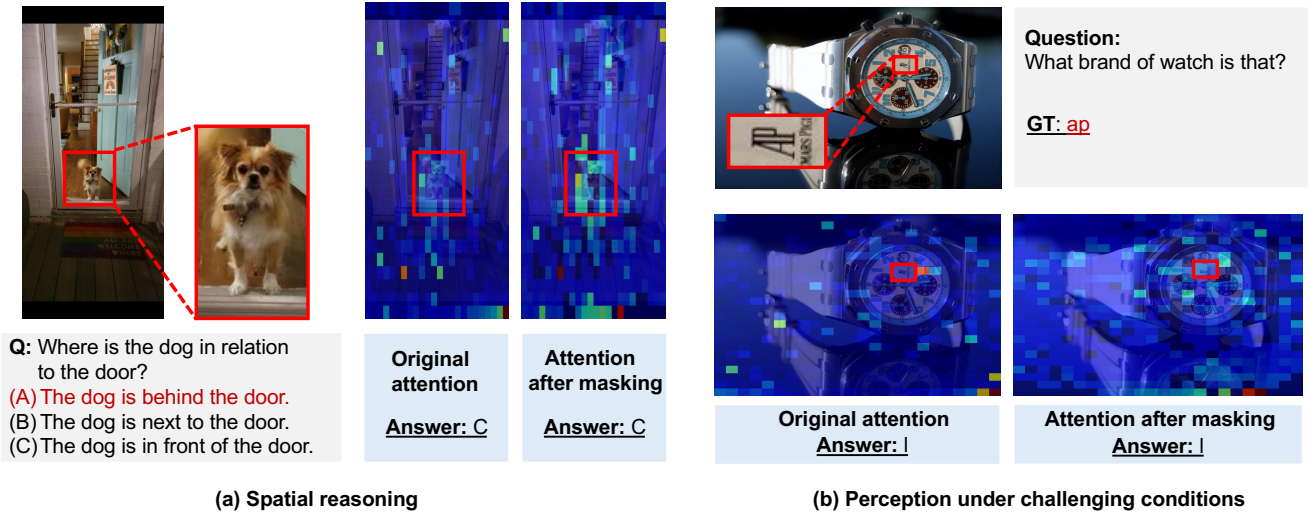 Q: Where is the dog in relation
to the door?
(A) The dog is behind the door.
(B) The dog is next to the door.
(C) The dog is in front of the door.
Original
attention
Answer: C
Attention
after masking
Answer: C
(a) Spatial reasoning
AP
MARS PIGU
Question:
What brand of watch is that?
GT: ap
Original attention
Answer: l
Attention after masking
Answer: l
(b) Perception under challenging conditions